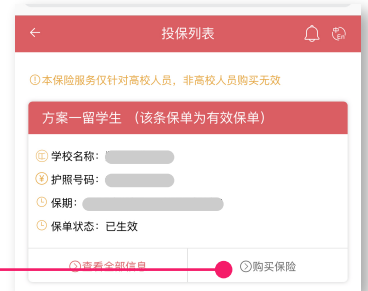 投保列表
中 En
①本保险服务仅针对高校人员，非高校人员购买无效
方案一留学生 （该条保单为有效保单）
学校名称：
护照号码：
保期：
保单状态：已生效
查看全部信息 购买保险